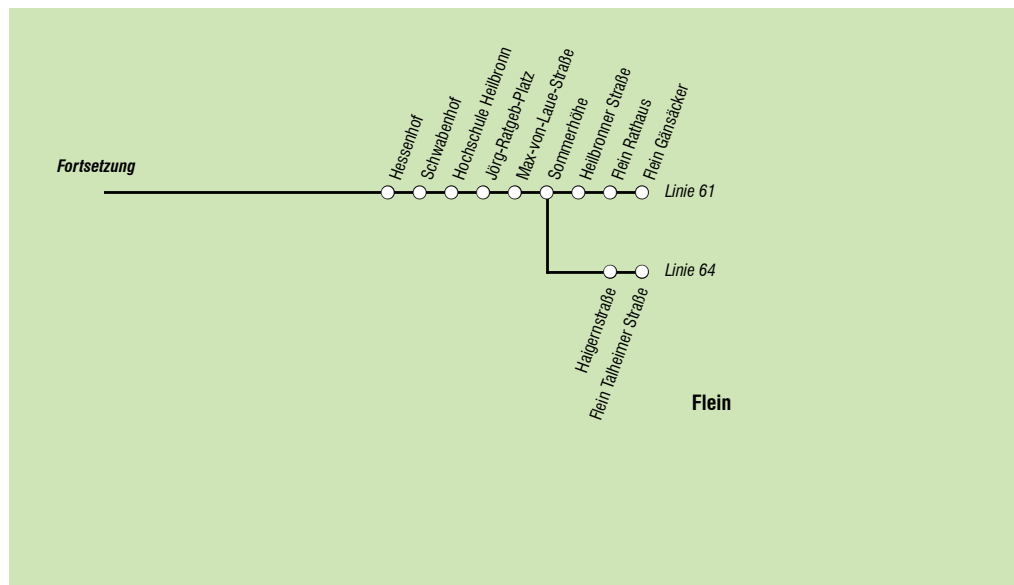 Fortsetzung
Hessenhof
Schwabenhof
Hochschule Heilbronn
Jörg-Ratgeb-Platz
Max-von-Laue-Straße
Sommerhöhe
Heilbronner Straße
Flein Rathaus
Flein Gänsäcker
Linie 61
Linie 64
Haigernstraße
Flein Talheimer Straße
Flein